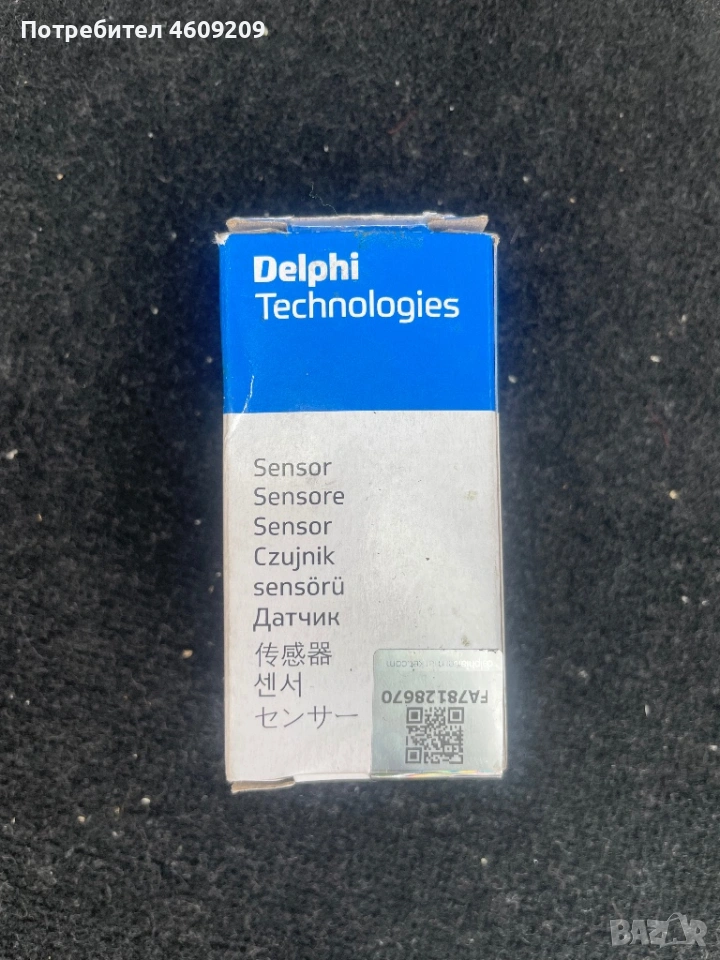 Потребител 4609209
Delphi
Technologies
Sensor
Sensore
Sensor
Czujnik
sensörü
Датчик
传感器
센서
センサー
FA78128670
BAZAR